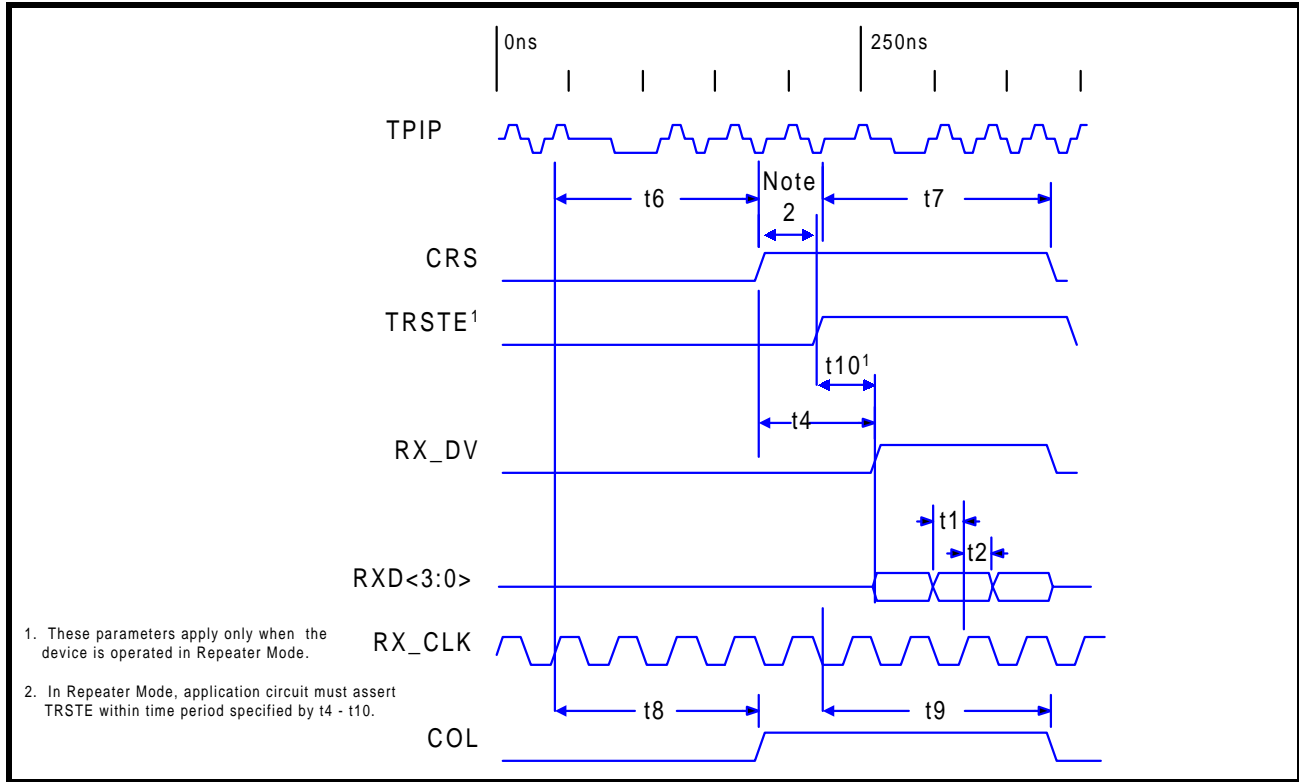 0ns
250ns
TPIP
t6
Note
2
t7
CRS
TRSTE¹
t10¹
t4
RX_DV
t1
t2
RXD<3:0>
RX_CLK
1. These parameters apply only when the
device is operated in Repeater Mode.
2. In Repeater Mode, application circuit must assert
TRSTE within time period specified by t4 - t10.
t8
t9
COL